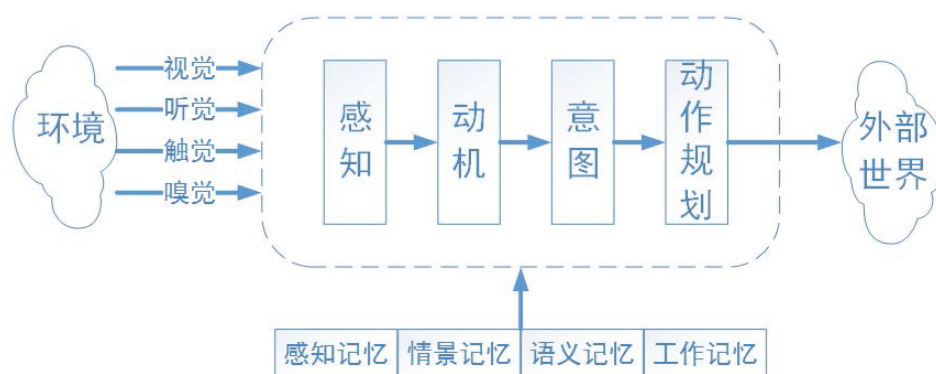 环境
视觉
听觉
触觉
嗅觉
感知
动机
意图
动作规划
外部
世界
感知记忆 情景记忆 语义记忆 工作记忆